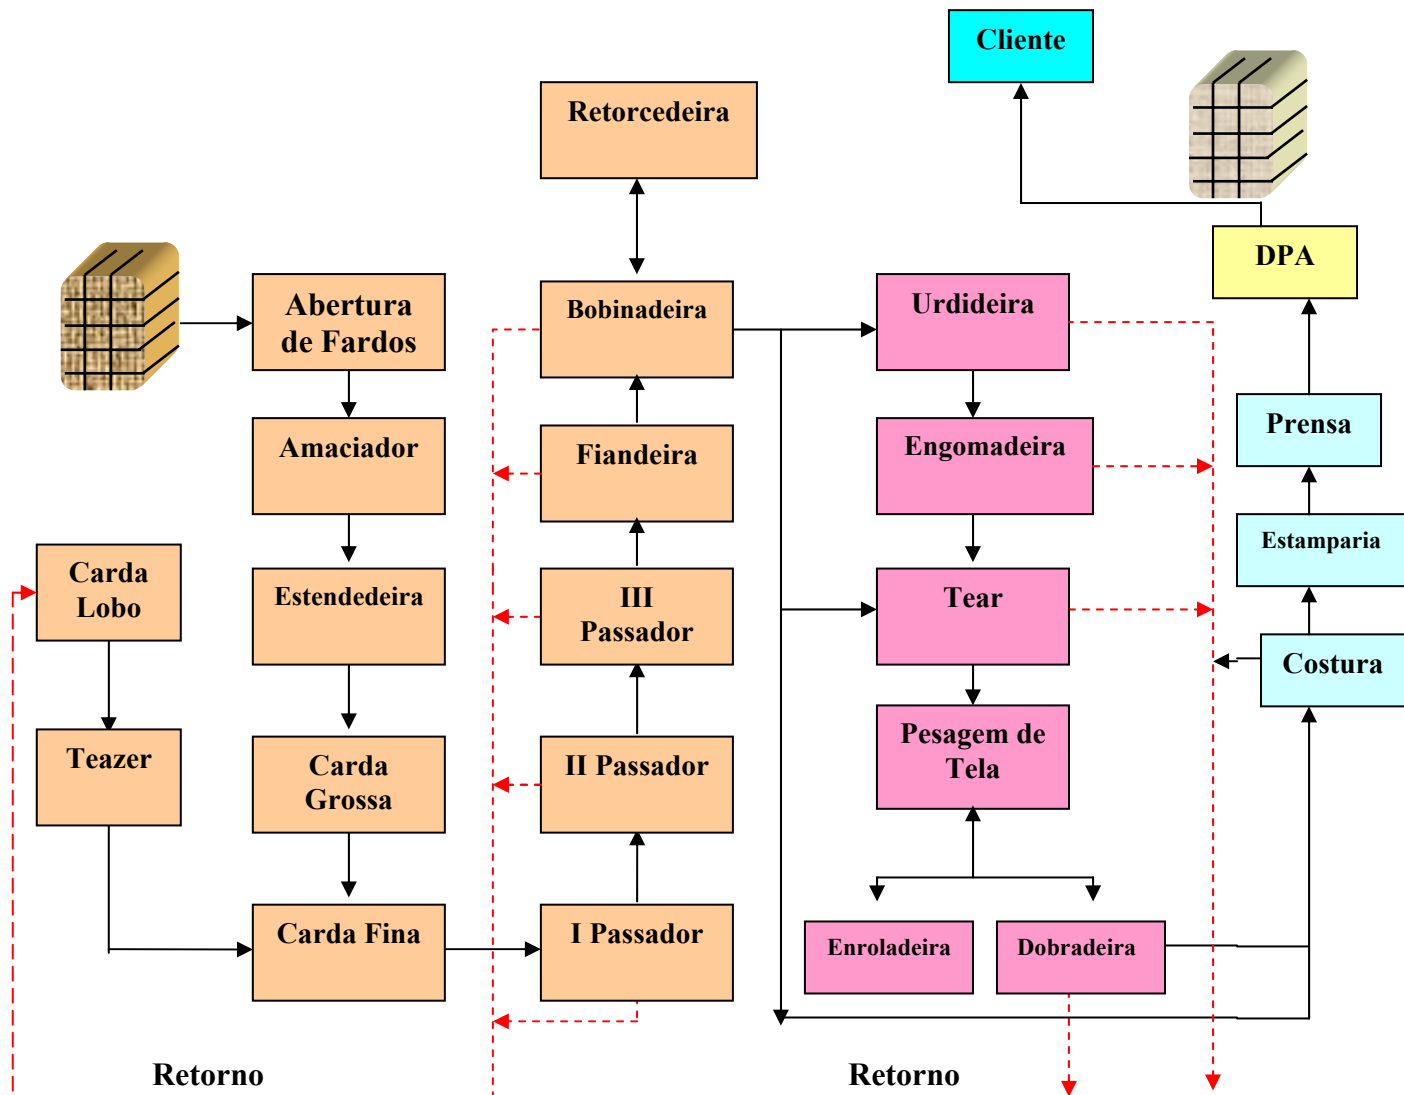 Cliente
Retorcedeira
DPA
Abertura
de Fardos
Bobinadeira
Urdideira
Prensa
Amaciador
Fiandeira
Engomadeira
Estamparia
Carda
Lobo
Estendedeira
III
Passador
Tear
Costura
Teazer
Carda
Grossa
II Passador
Pesagem de
Tela
Carda Fina
I Passador
Enroladeira
Dobradeira
Retorno
Retorno